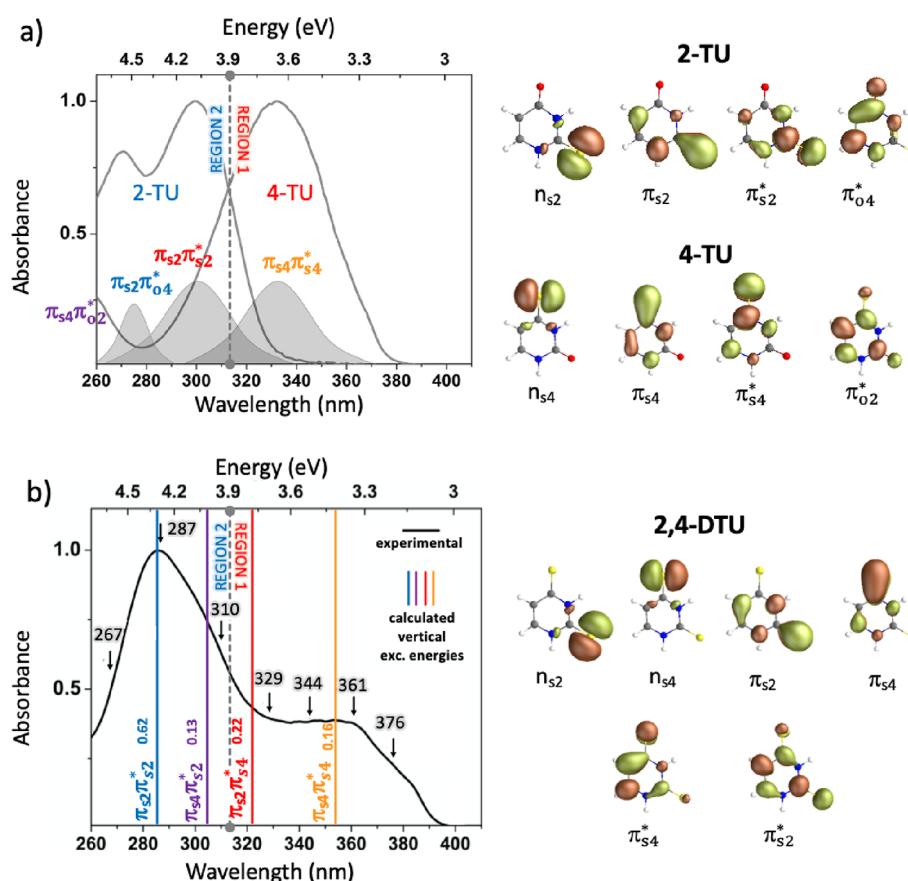 a)
Energy (eV)
4.5 4.2 3.9 3.6 3.3 3
Absorbance
1.0
0.5
2-TU
4-TU
REGION 2
REGION 1
πs2π*s2
πs4π*s4
πs2π*o4
πs4π*o2
260 280 300 320 340 360 380 400
Wavelength (nm)
2-TU
ns2 πs2 π*s2 π*o4
4-TU
ns4 πs4 π*s4 π*o2
b)
Energy (eV)
4.5 4.2 3.9 3.6 3.3 3
Absorbance
1.0
0.5
287
267
310
329
344
361
376
REGION 2
REGION 1
experimental
calculated
vertical
exc. energies
πs2π*s2 0.62
πs4π*s2 0.13
πs2π*s4 0.22
πs4π*s4 0.16
260 280 300 320 340 360 380 400
Wavelength (nm)
2,4-DTU
ns2 ns4 πs2 πs4
π*s4 π*s2